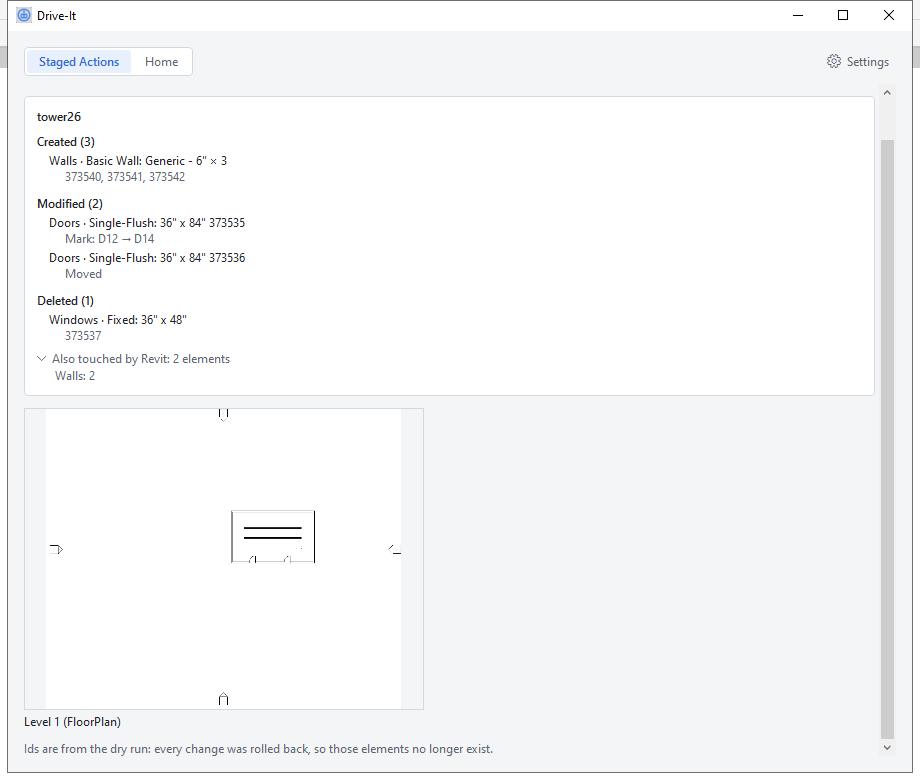 Drive-It
Staged Actions
Home
Settings
tower26
Created (3)
Walls · Basic Wall: Generic - 6" × 3
373540, 373541, 373542
Modified (2)
Doors · Single-Flush: 36" x 84" 373535
Mark: D12 → D14
Doors · Single-Flush: 36" x 84" 373536
Moved
Deleted (1)
Windows · Fixed: 36" x 48"
373537
Also touched by Revit: 2 elements
Walls: 2
Level 1 (FloorPlan)
Ids are from the dry run: every change was rolled back, so those elements no longer exist.